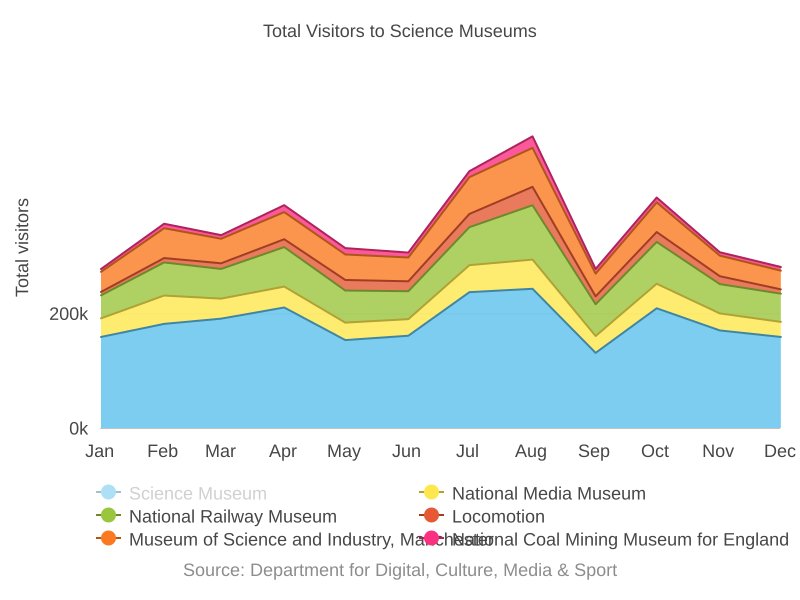 Total Visitors to Science Museums
Total visitors
200k
0k
Jan Feb Mar Apr May Jun Jul Aug Sep Oct Nov Dec
Science Museum National Media Museum
National Railway Museum Locomotion
Museum of Science and Industry, Manchester National Coal Mining Museum for England
Source: Department for Digital, Culture, Media & Sport